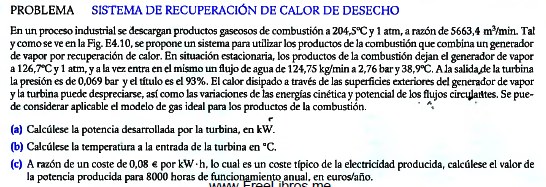 PROBLEMA SISTEMA DE RECUPERACIÓN DE CALOR DE DESECHO
En un proceso industrial se descargan productos gaseosos de combustión a 204,5ºC y 1 atm, a razón de 5663,4 m³/min. Tal
y como se ve en la Fig. E4.10, se propone un sistema para utilizar los productos de la combustión que combina un generador
de vapor por recuperación de calor. En situación estacionaria, los productos de la combustión dejan el generador de vapor
a 126,7ºC y 1 atm, y a la vez entra en el mismo un flujo de agua de 124,75 kg/min a 2,76 bar y 38,9ºC. A la salida de la turbina
la presión es de 0,069 bar y el título es el 93%. El calor disipado a través de las superficies exteriores del generador de vapor
y la turbina puede despreciarse, así como las variaciones de las energías cinética y potencial de los flujos circulantes. Se pue-
de considerar aplicable el modelo de gas ideal para los productos de la combustión.
(a) Calcúlese la potencia desarrollada por la turbina, en kW.
(b) Calcúlese la temperatura a la entrada de la turbina en °C.
(c) A razón de un coste de 0,08 € por kW·h, lo cual es un coste típico de la electricidad producida, calcúlese el valor de
la potencia producida para 8000 horas de funcionamiento anual, en euros/año.
www.FreeLibros.me